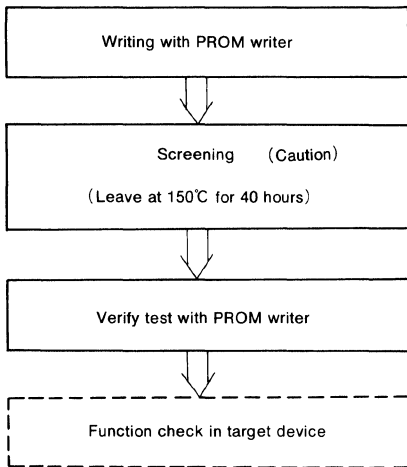 Writing with PROM writer
Screening (Caution)
(Leave at 150℃ for 40 hours)
Verify test with PROM writer
Function check in target device